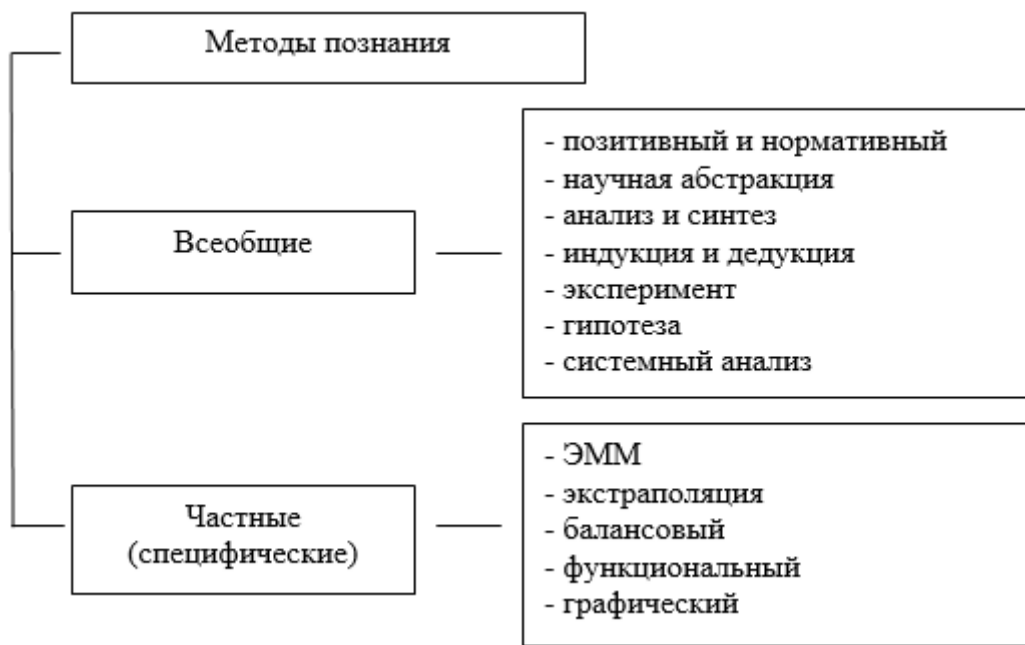 Методы познания
Всеобщие
- позитивный и нормативный
- научная абстракция
- анализ и синтез
- индукция и дедукция
- эксперимент
- гипотеза
- системный анализ
Частные
(специфические)
- ЭММ
- экстраполяция
- балансовый
- функциональный
- графический